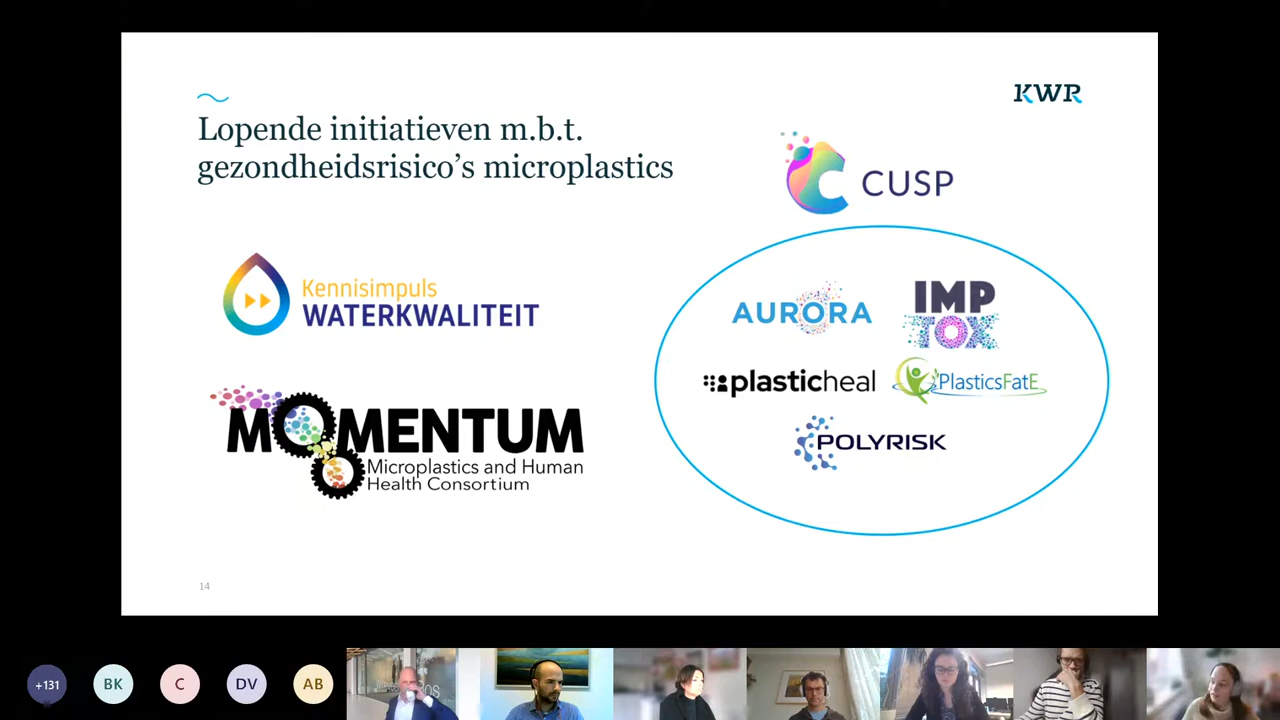 KWR
Lopende initiatieven m.b.t.
gezondheidsrisico's microplastics
CUSP
Kennisimpuls
WATERKWALITEIT
AURORA
IMP
TOX
plasticheal
PlasticsFatE
POLYRISK
MOMENTUM
Microplastics and Human
Health Consortium
14
+131
BK
C
DV
AB